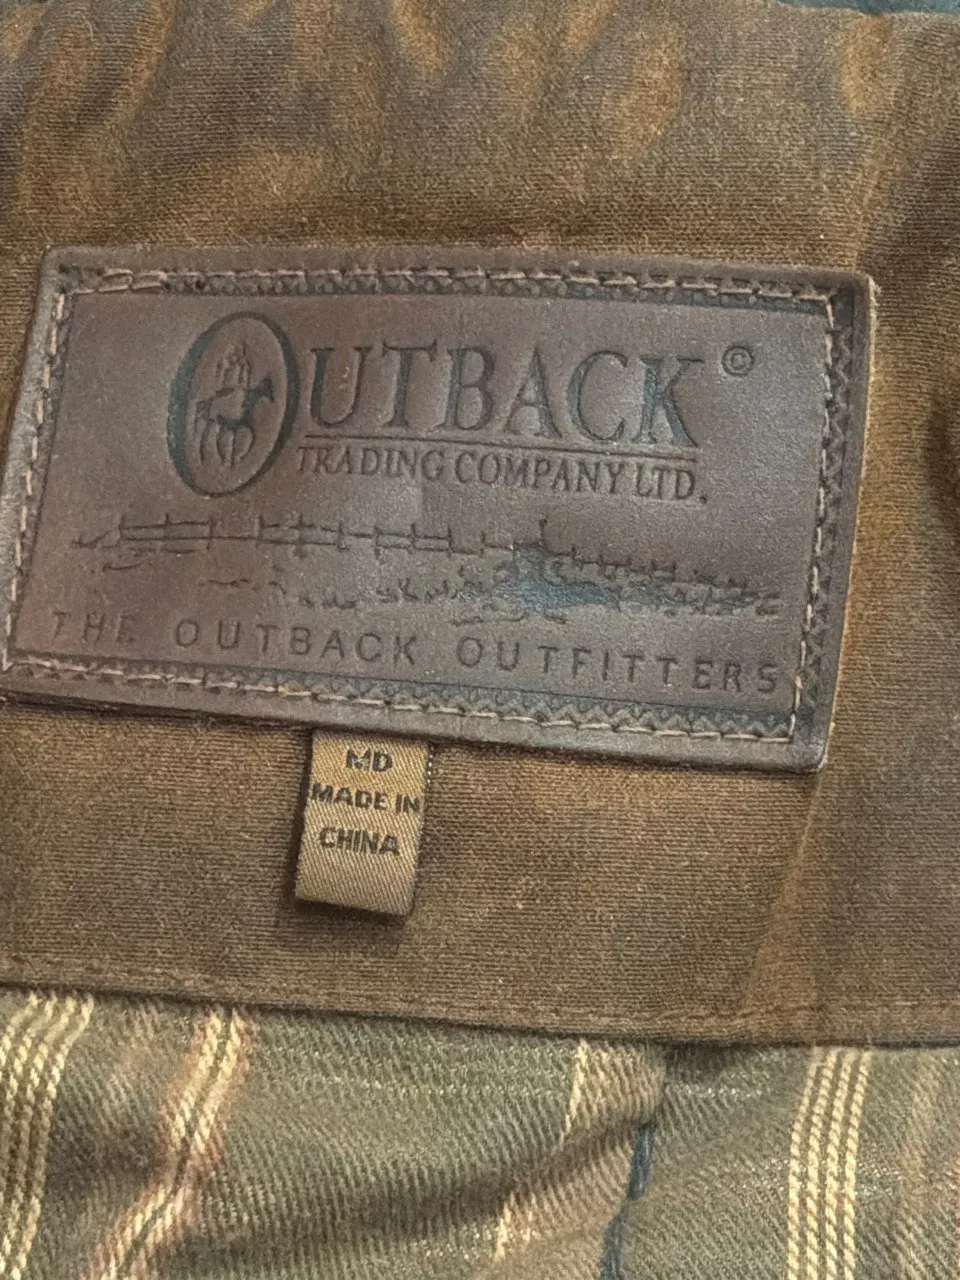 OUTBACK ©
TRADING COMPANY LTD.
THE OUTBACK OUTFITTERS
MD
MADE IN
CHINA